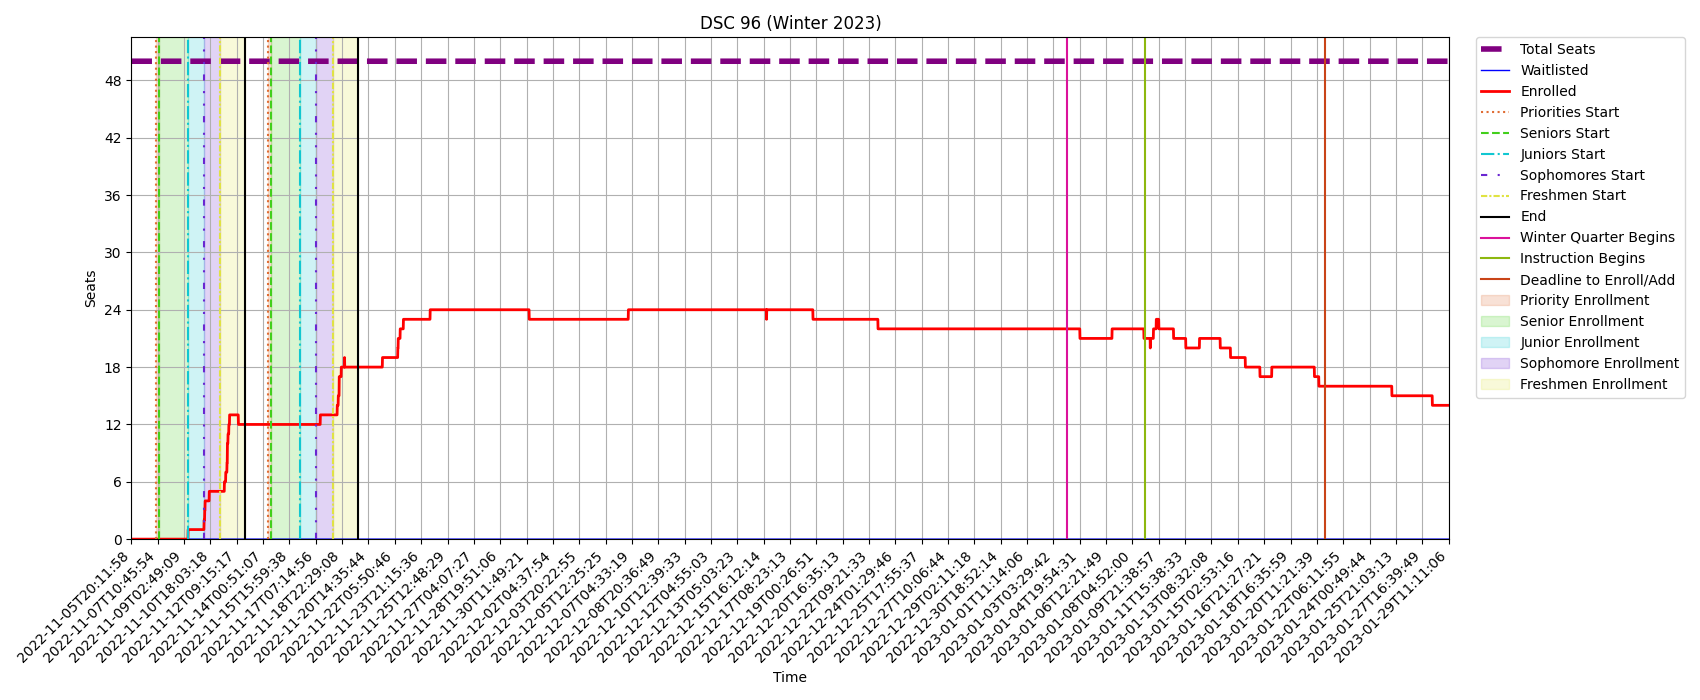 DSC 96 (Winter 2023)
Seats
48
42
36
30
24
18
12
6
0
2022-11-05T20:11:58
2022-11-07T10:45:54
2022-11-09T02:49:09
2022-11-10T18:03:18
2022-11-12T09:15:17
2022-11-14T00:51:07
2022-11-15T15:59:38
2022-11-17T07:14:56
2022-11-18T22:29:08
2022-11-20T14:35:44
2022-11-22T05:50:46
2022-11-23T21:15:36
2022-11-25T12:48:29
2022-11-27T04:07:27
2022-11-28T19:51:06
2022-11-30T11:49:21
2022-12-02T04:37:54
2022-12-03T20:22:55
2022-12-05T12:25:25
2022-12-07T04:33:19
2022-12-08T20:36:49
2022-12-10T12:39:33
2022-12-12T04:55:03
2022-12-13T05:03:23
2022-12-15T16:12:14
2022-12-17T08:23:13
2022-12-19T00:26:51
2022-12-20T16:35:13
2022-12-22T09:21:33
2022-12-24T01:29:46
2022-12-25T17:55:37
2022-12-27T10:06:44
2022-12-29T02:11:18
2022-12-30T18:52:14
2023-01-01T11:14:06
2023-01-03T03:29:42
2023-01-04T19:54:31
2023-01-06T12:21:49
2023-01-08T04:52:00
2023-01-09T21:38:57
2023-01-11T15:38:33
2023-01-13T08:32:08
2023-01-15T02:53:16
2023-01-16T21:27:21
2023-01-18T16:35:59
2023-01-20T11:21:39
2023-01-22T06:11:55
2023-01-24T00:49:44
2023-01-25T21:03:13
2023-01-27T16:39:49
2023-01-29T11:11:06
Time
Total Seats
Waitlisted
Enrolled
Priorities Start
Seniors Start
Juniors Start
Sophomores Start
Freshmen Start
End
Winter Quarter Begins
Instruction Begins
Deadline to Enroll/Add
Priority Enrollment
Senior Enrollment
Junior Enrollment
Sophomore Enrollment
Freshmen Enrollment